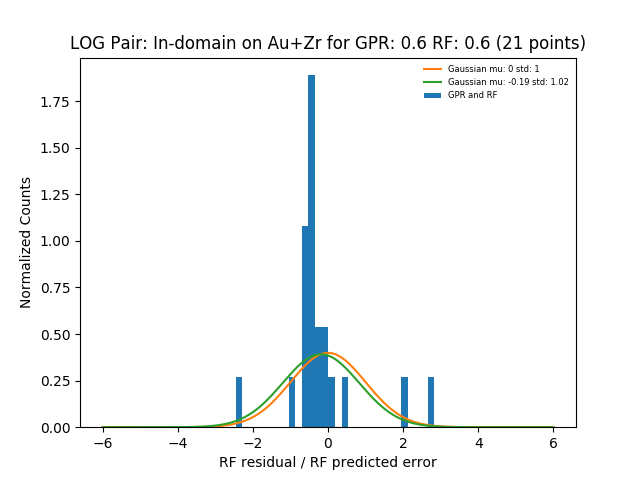 LOG Pair: In-domain on Au+Zr for GPR: 0.6 RF: 0.6 (21 points)
Gaussian mu: 0 std: 1
Gaussian mu: -0.19 std: 1.02
GPR and RF
Normalized Counts
1.75
1.50
1.25
1.00
0.75
0.50
0.25
0.00
−6 −4 −2 0 2 4 6
RF residual / RF predicted error